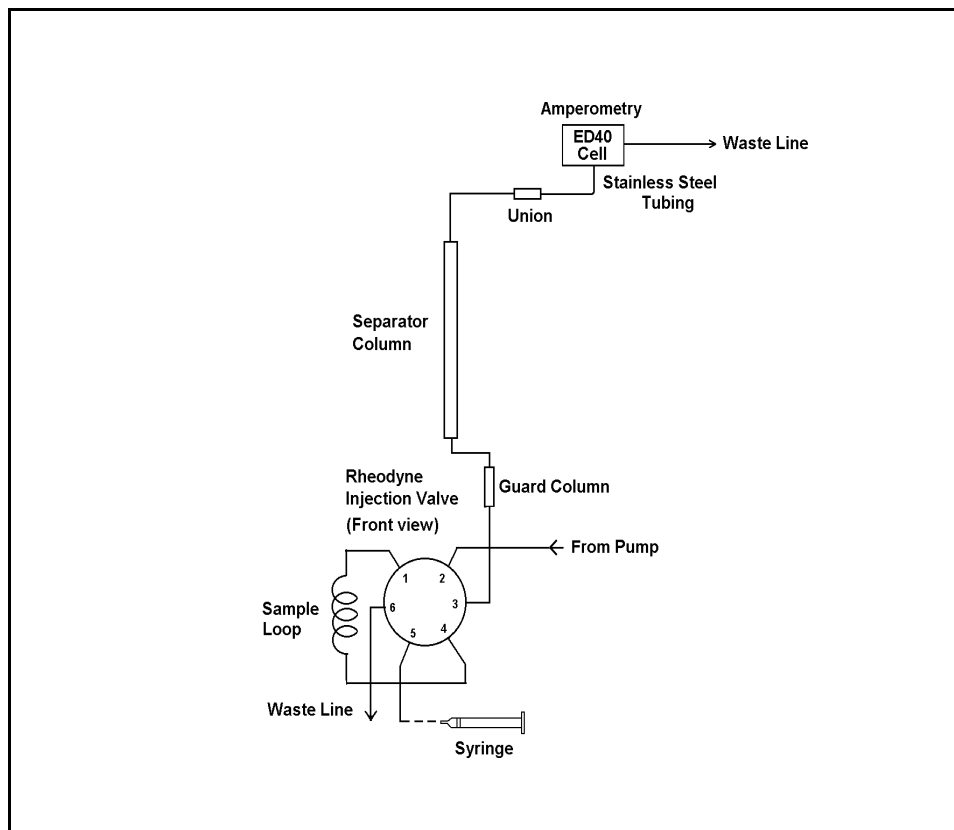 Amperometry
ED40
Cell
Waste Line
Stainless Steel
Tubing
Union
Separator
Column
Rheodyne
Injection Valve
(Front view)
Guard Column
From Pump
1
2
6
3
5
4
Sample
Loop
Waste Line
Syringe